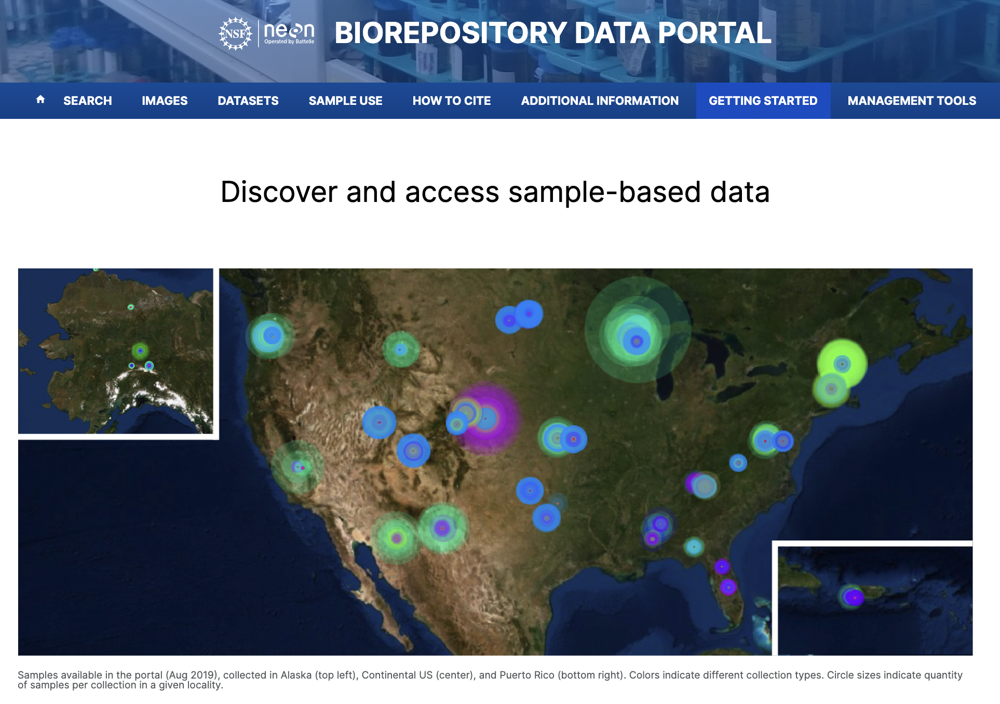 NSF
neon
Operated by Battelle
BIOREPOSITORY DATA PORTAL
SEARCH IMAGES DATASETS SAMPLE USE HOW TO CITE ADDITIONAL INFORMATION GETTING STARTED MANAGEMENT TOOLS
Discover and access sample-based data
Samples available in the portal (Aug 2019), collected in Alaska (top left), Continental US (center), and Puerto Rico (bottom right). Colors indicate different collection types. Circle sizes indicate quantity
of samples per collection in a given locality.